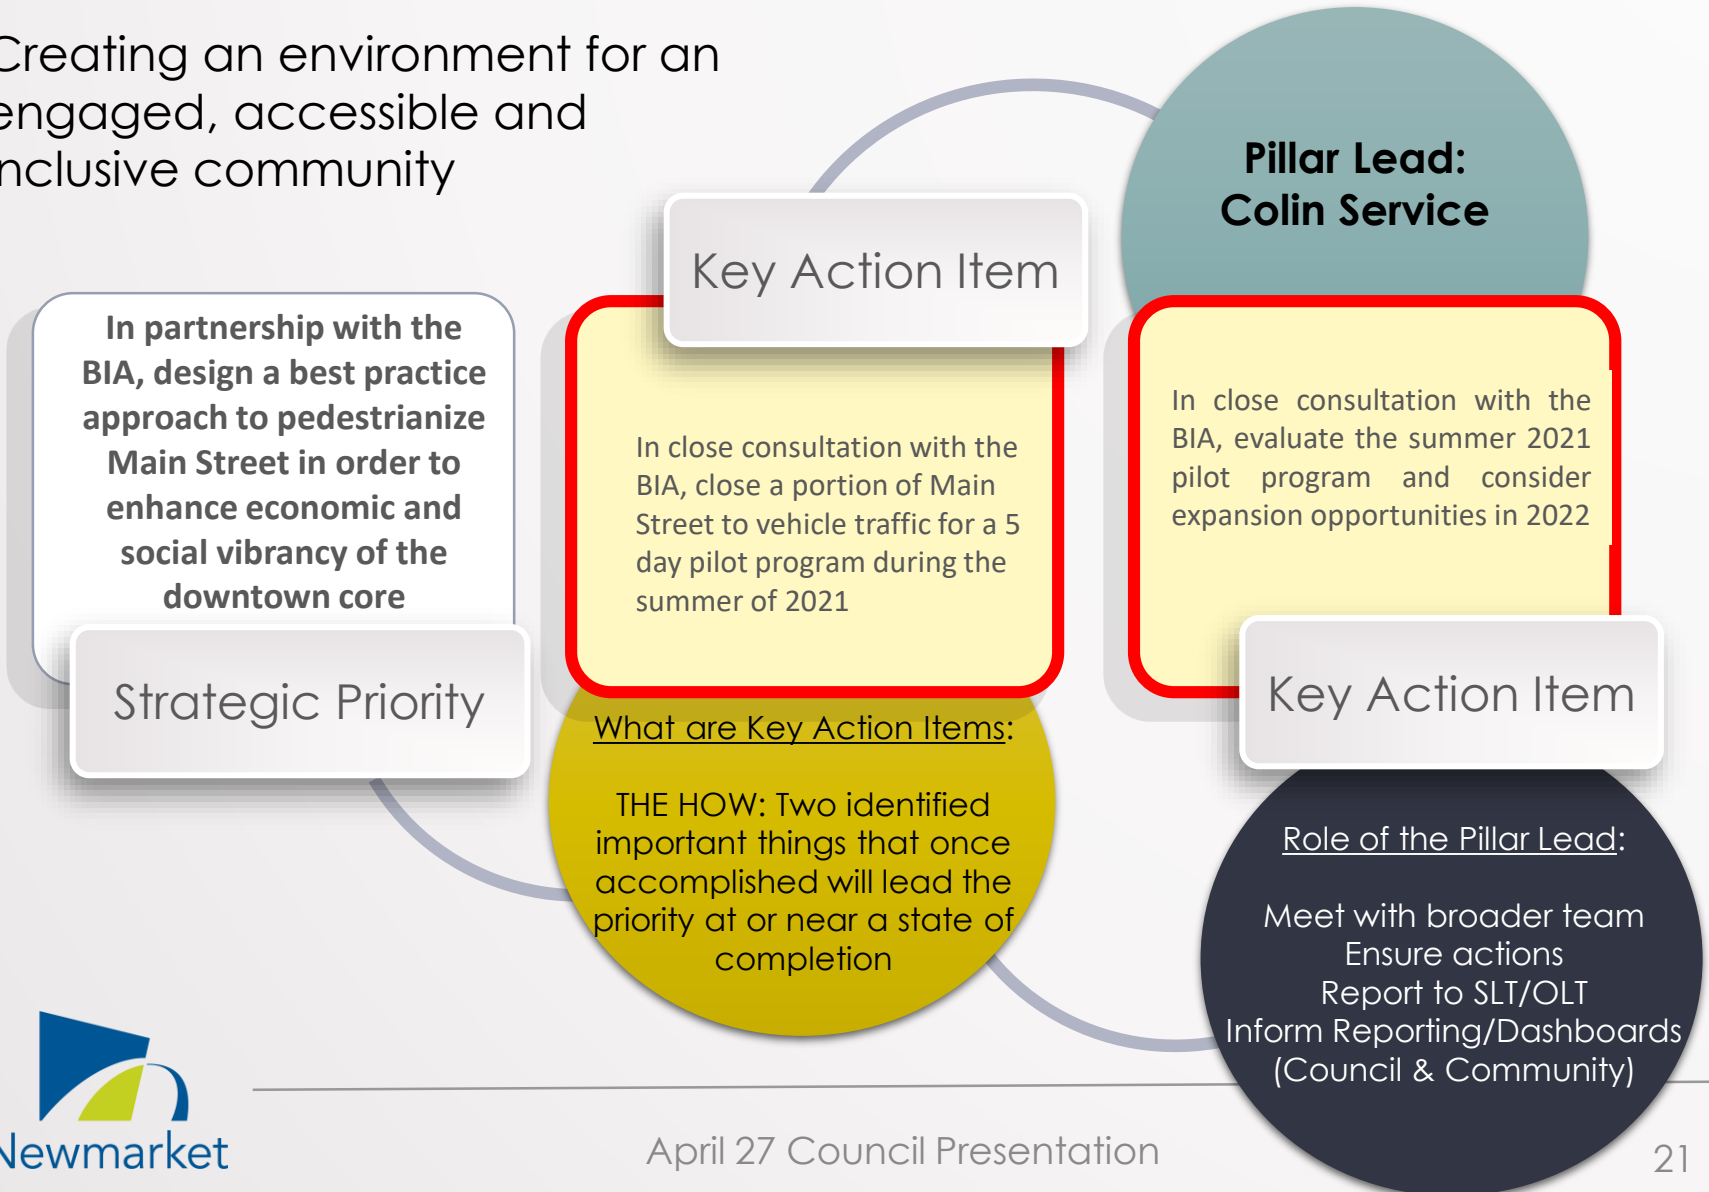 Creating an environment for an
engaged, accessible and
inclusive community
Pillar Lead:
Colin Service
Key Action Item
In partnership with the
BIA, design a best practice
approach to pedestrianize
Main Street in order to
enhance economic and
social vibrancy of the
downtown core
Strategic Priority
In close consultation with the
BIA, close a portion of Main
Street to vehicle traffic for a 5
day pilot program during the
summer of 2021
In close consultation with the
BIA, evaluate the summer 2021
pilot program and consider
expansion opportunities in 2022
Key Action Item
What are Key Action Items:
THE HOW: Two identified
important things that once
accomplished will lead the
priority at or near a state of
completion
Role of the Pillar Lead:
Meet with broader team
Ensure actions
Report to SLT/OLT
Inform Reporting/Dashboards
(Council & Community)
Newmarket
April 27 Council Presentation
21